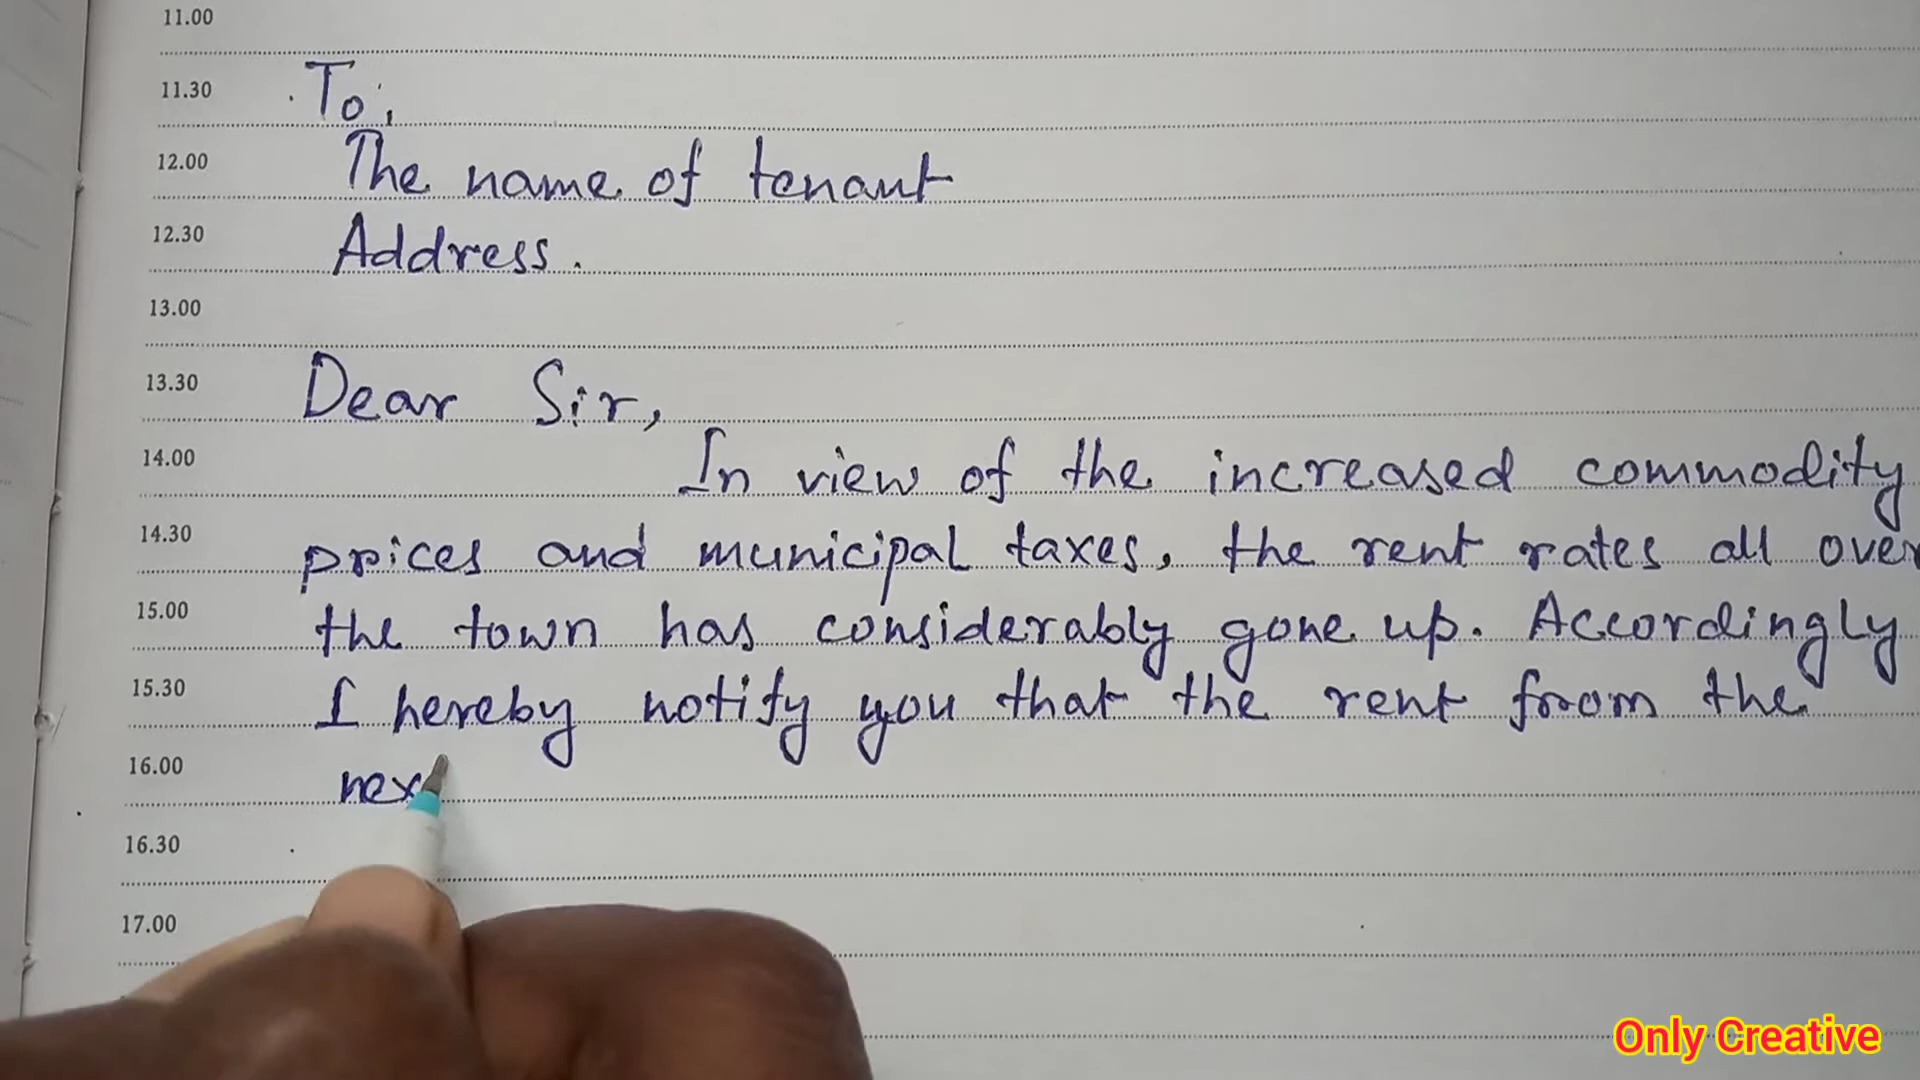 11.00
11.30 To,
12.00 The name of tenant
12.30 Address.
13.00
13.30 Dear Sir,
14.00 In view of the increased commodity
14.30 prices and municipal taxes, the rent rates all over
15.00 the town has considerably gone up. Accordingly
15.30 I hereby notify you that the rent from the
16.00 nex
16.30
17.00
Only Creative